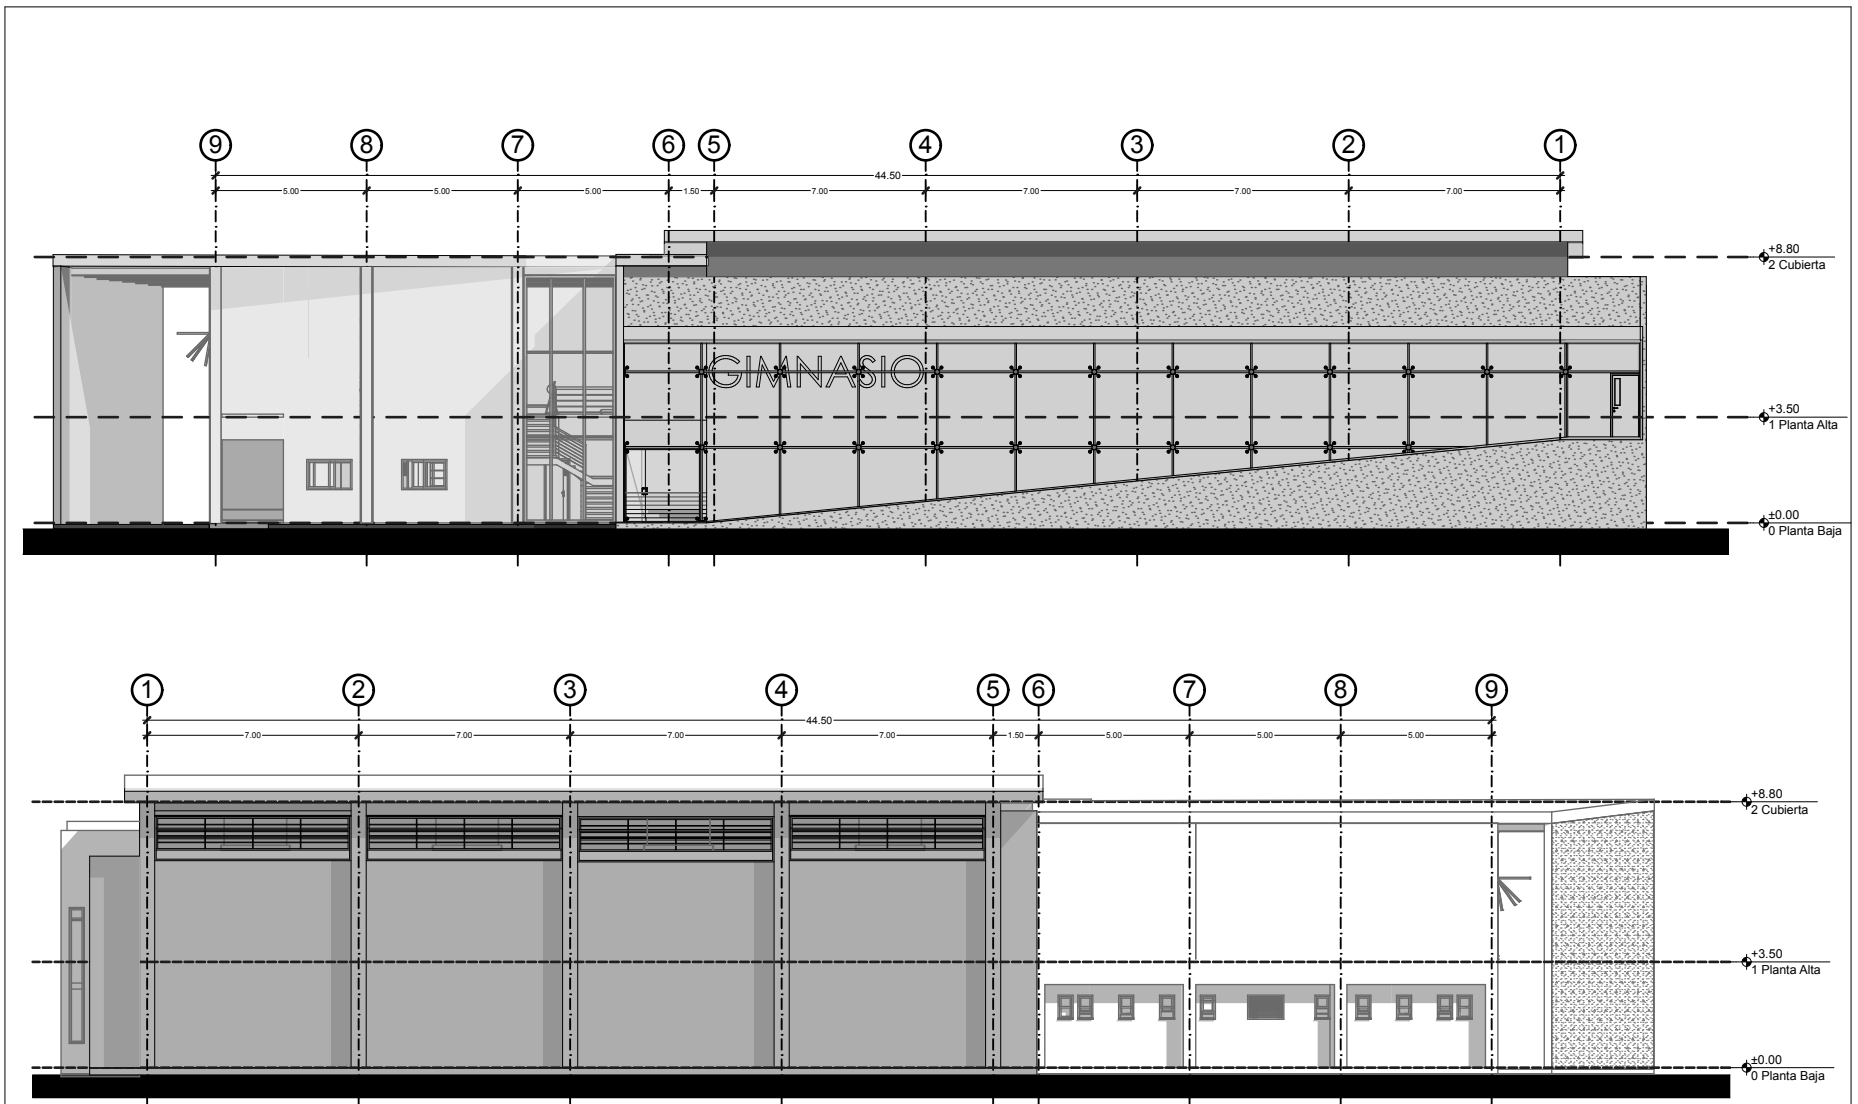 9 8 7 6 5 4 3 2 1
44.50
5.00 5.00 5.00 1.50 7.00 7.00 7.00 7.00
+8.80
2 Cubierta
GIMNASIO
+3.50
1 Planta Alta
±0.00
0 Planta Baja
1 2 3 4 5 6 7 8 9
44.50
7.00 7.00 7.00 7.00 1.50 5.00 5.00 5.00
+8.80
2 Cubierta
+3.50
1 Planta Alta
±0.00
0 Planta Baja